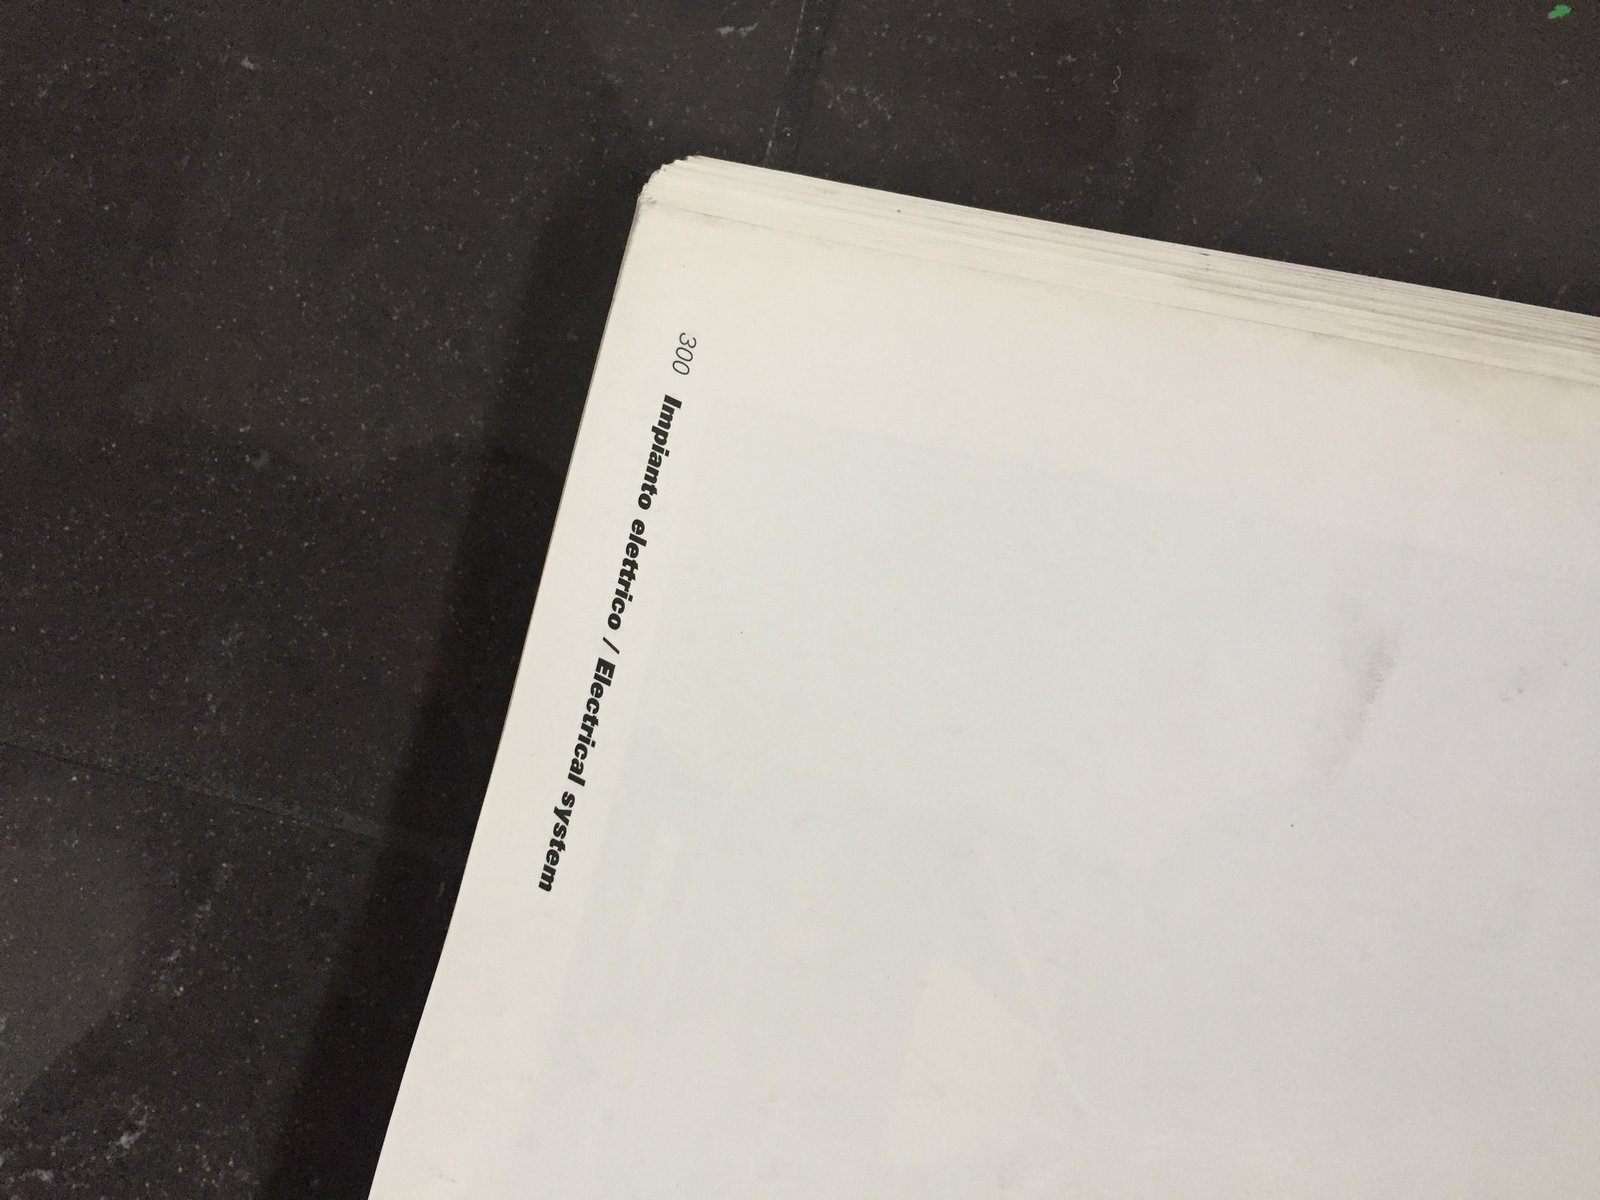 300 Impianto elettrico / Electrical system